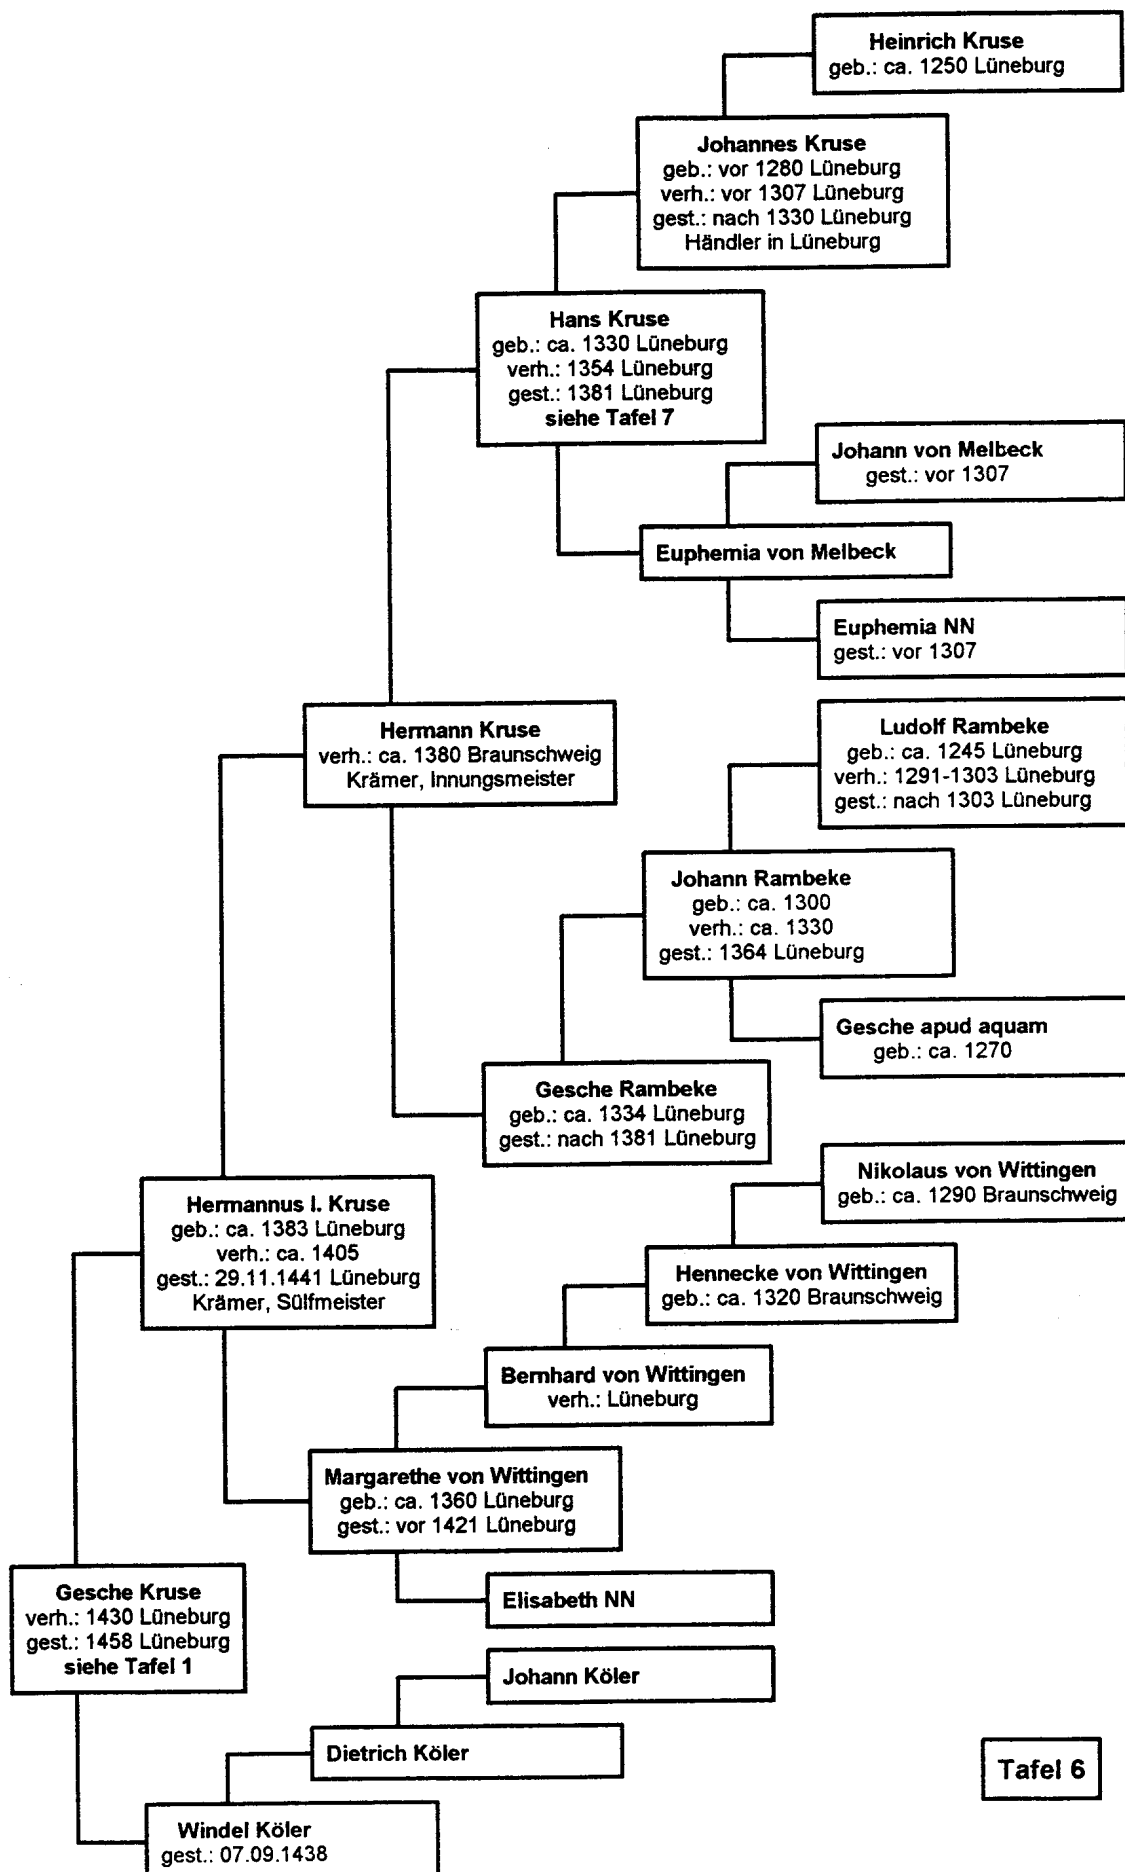 Heinrich Kruse
geb.: ca. 1250 Lüneburg
Johannes Kruse
geb.: vor 1280 Lüneburg
verh.: vor 1307 Lüneburg
gest.: nach 1330 Lüneburg
Händler in Lüneburg
Hans Kruse
geb.: ca. 1330 Lüneburg
verh.: 1354 Lüneburg
gest.: 1381 Lüneburg
siehe Tafel 7
Johann von Melbeck
gest.: vor 1307
Euphemia von Melbeck
Euphemia NN
gest.: vor 1307
Hermann Kruse
verh.: ca. 1380 Braunschweig
Krämer, Innungsmeister
Ludolf Rambeke
geb.: ca. 1245 Lüneburg
verh.: 1291-1303 Lüneburg
gest.: nach 1303 Lüneburg
Johann Rambeke
geb.: ca. 1300
verh.: ca. 1330
gest.: 1364 Lüneburg
Gesche apud aquam
geb.: ca. 1270
Gesche Rambeke
geb.: ca. 1334 Lüneburg
gest.: nach 1381 Lüneburg
Nikolaus von Wittingen
geb.: ca. 1290 Braunschweig
Hermannus I. Kruse
geb.: ca. 1383 Lüneburg
verh.: ca. 1405
gest.: 29.11.1441 Lüneburg
Krämer, Sülfmeister
Hennecke von Wittingen
geb.: ca. 1320 Braunschweig
Bernhard von Wittingen
verh.: Lüneburg
Margarethe von Wittingen
geb.: ca. 1360 Lüneburg
gest.: vor 1421 Lüneburg
Elisabeth NN
Gesche Kruse
verh.: 1430 Lüneburg
gest.: 1458 Lüneburg
siehe Tafel 1
Johann Köler
Dietrich Köler
Tafel 6
Windel Köler
gest.: 07.09.1438